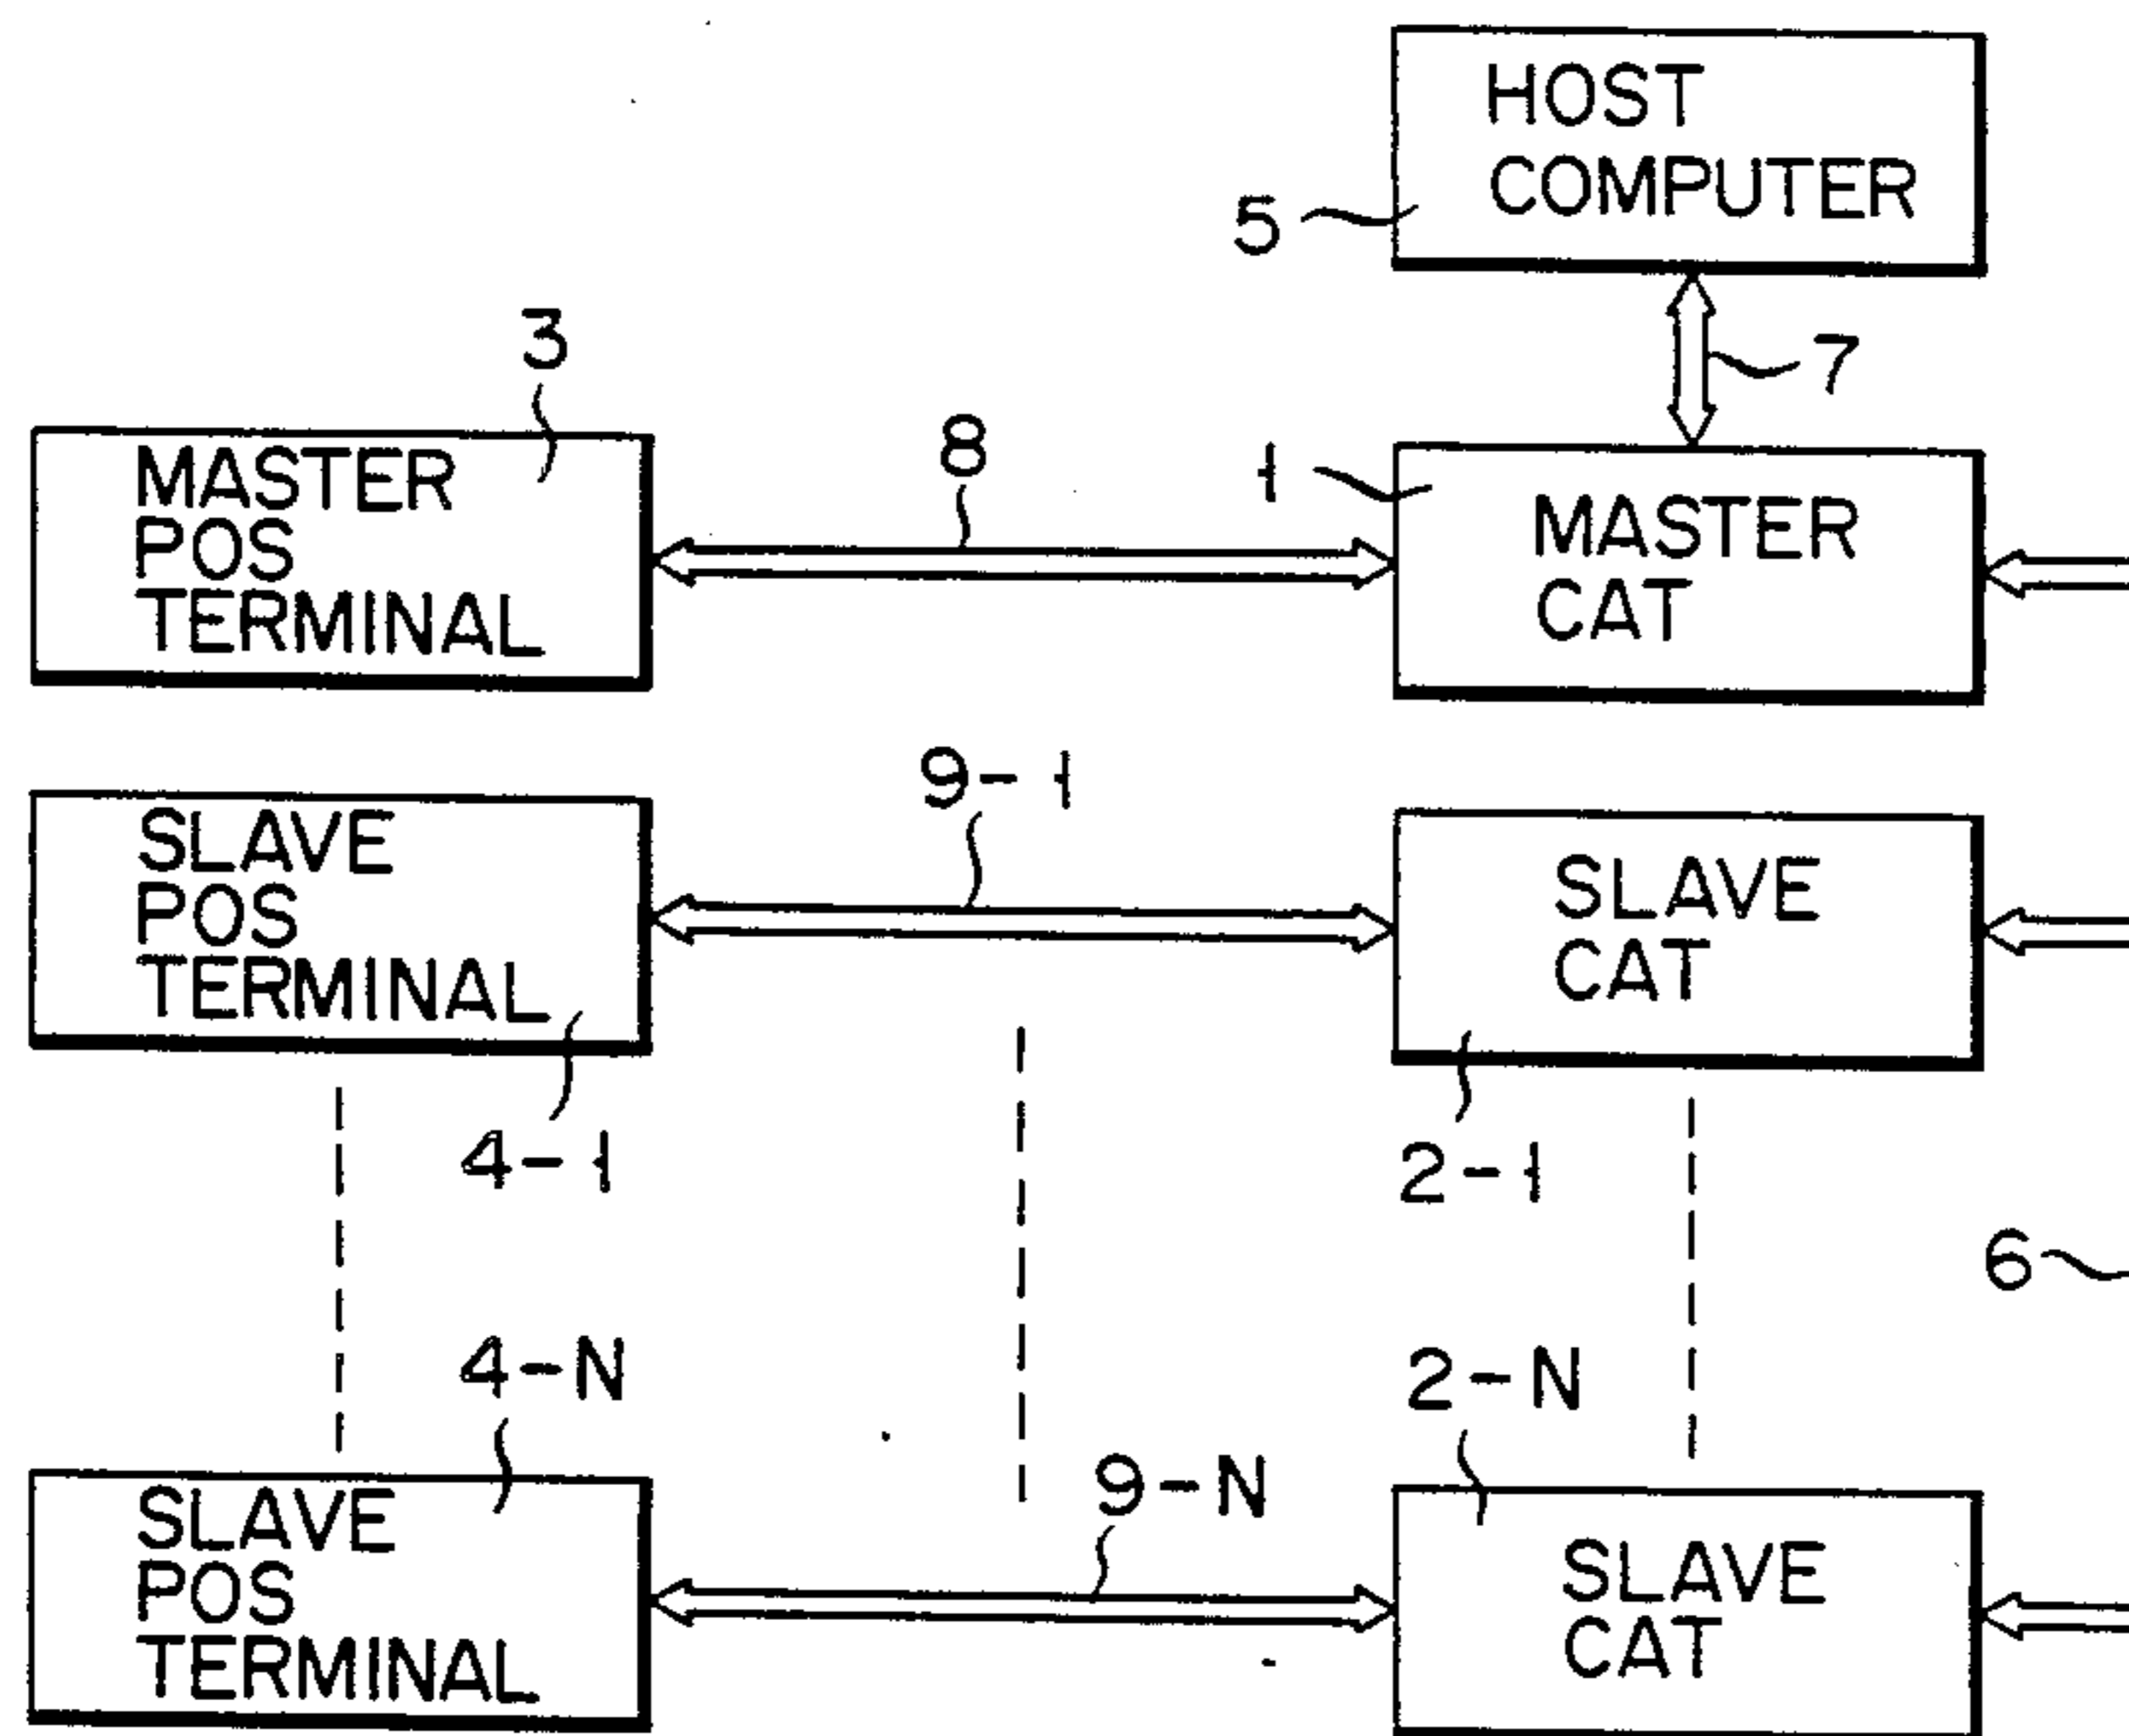 HOST
COMPUTER
5
7
3
MASTER
POS
TERMINAL
8
1
MASTER
CAT
9-1
SLAVE
POS
TERMINAL
SLAVE
CAT
4-1
2-1
6
4-N
2-N
9-N
SLAVE
POS
TERMINAL
SLAVE
CAT